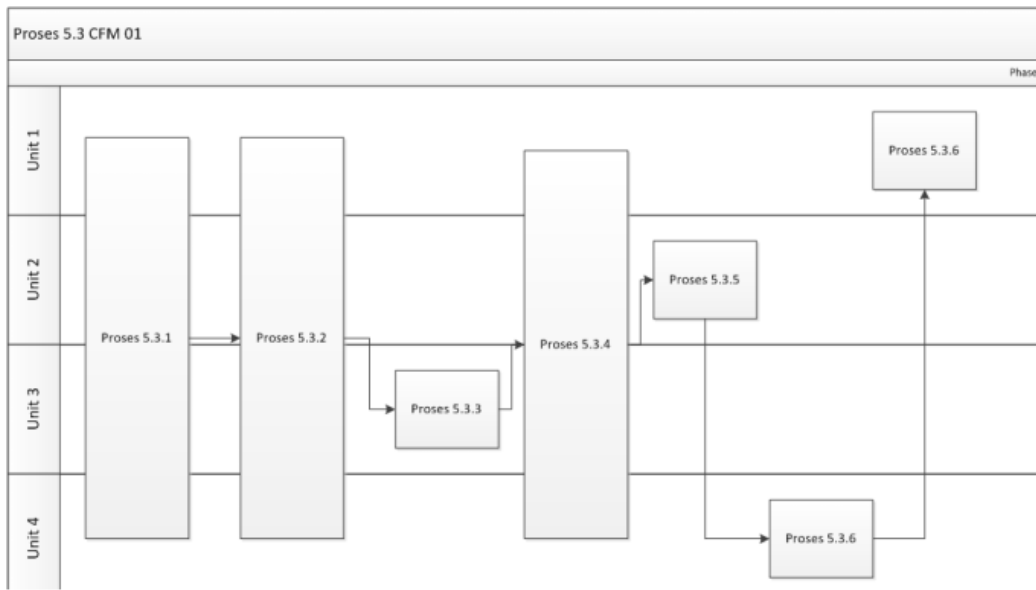 Proses 5.3 CFM 01
Phase
Unit 1
Proses 5.3.6
Unit 2
Proses 5.3.5
Proses 5.3.1
Proses 5.3.2
Proses 5.3.4
Unit 3
Proses 5.3.3
Unit 4
Proses 5.3.6